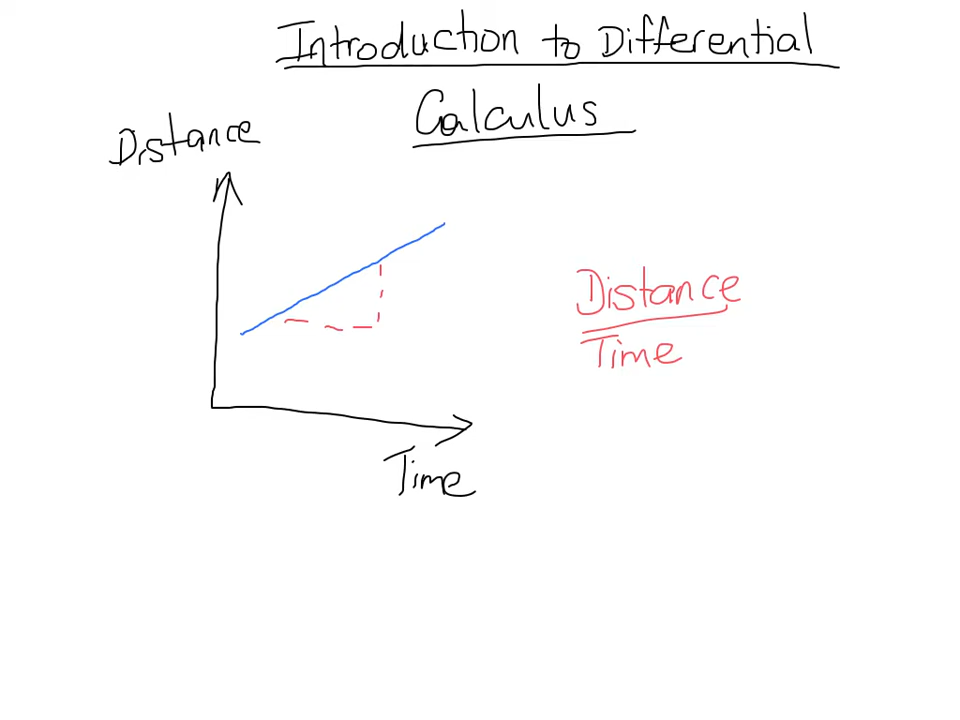 Introduction to Differential
Calculus
Distance
Distance
Time
Time